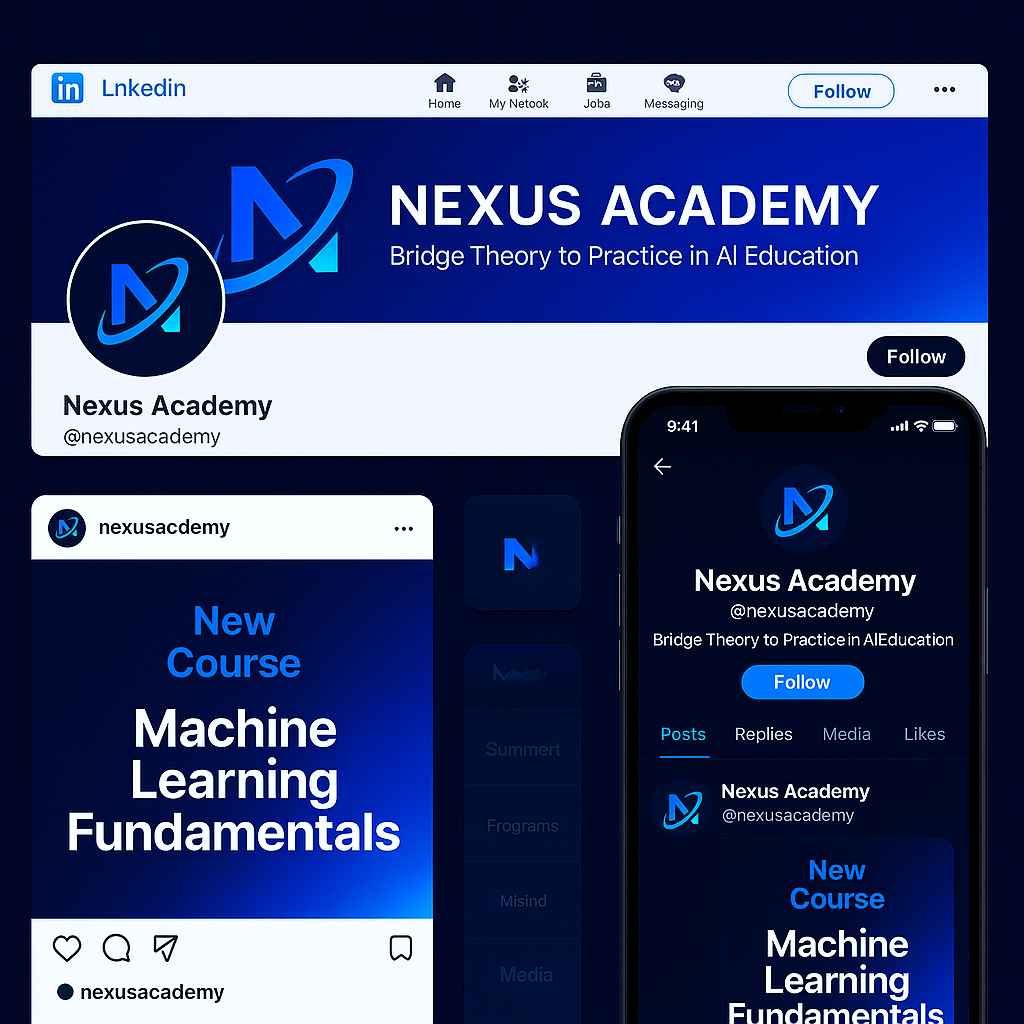 in Lnkedin
Home
My Netook
Joba
Messaging
Follow
NEXUS ACADEMY
Bridge Theory to Practice in AI Education
Follow
Nexus Academy
@nexusacademy
nexusacdemy
New
Course
Machine
Learning
Fundamentals
nexusacademy
N
Summert
Frograms
Misind
Media
9:41
Nexus Academy
@nexusacademy
Bridge Theory to Practice in AIEducation
Follow
Posts
Replies
Media
Likes
Nexus Academy
@nexusacademy
New
Course
Machine
Learning
Fundamentals